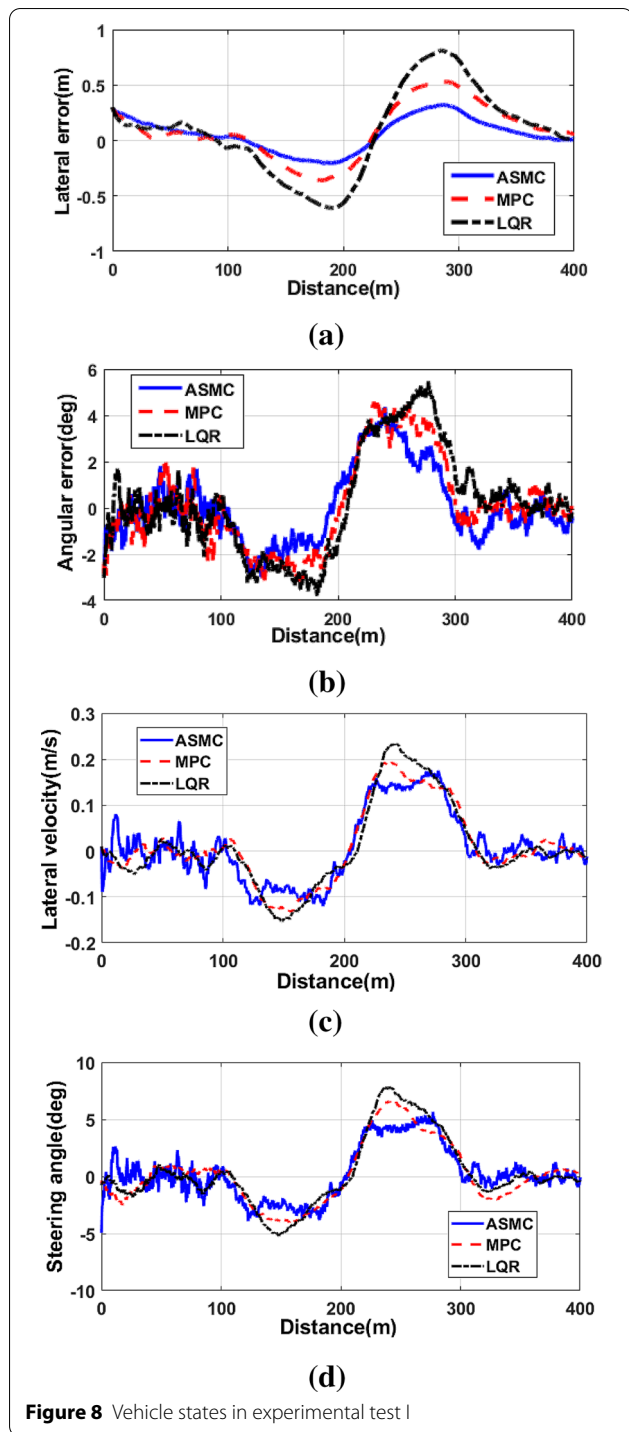 1
0.5
0
-0.5
-1
Lateral error(m)
ASMC
MPC
LQR
0 100 200 300 400
Distance(m)
(a)
6
4
2
0
-2
-4
Angular error(deg)
ASMC
MPC
LQR
0 100 200 300 400
Distance(m)
(b)
0.3
0.2
0.1
0
-0.1
-0.2
Lateral velocity(m/s)
ASMC
MPC
LQR
0 100 200 300 400
Distance(m)
(c)
10
5
0
-5
-10
Steering angle(deg)
ASMC
MPC
LQR
0 100 200 300 400
Distance(m)
(d)
Figure 8 Vehicle states in experimental test I